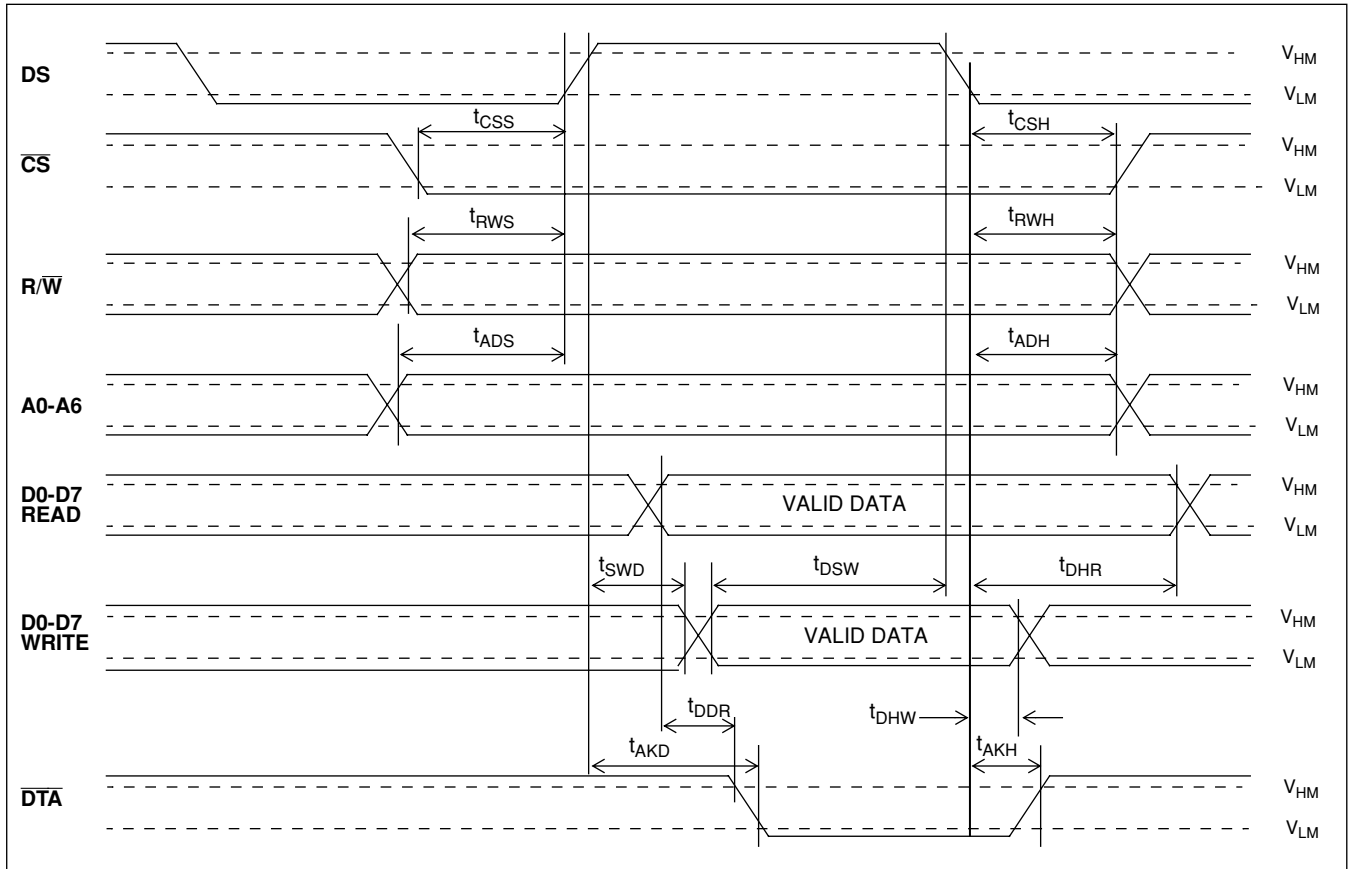 DS
V_HM
V_LM
t_CSS
t_CSH
C̅S̅
V_HM
V_LM
t_RWS
t_RWH
R/W̅
V_HM
V_LM
t_ADS
t_ADH
A0-A6
V_HM
V_LM
D0-D7
READ
VALID DATA
V_HM
V_LM
t_SWD
t_DSW
t_DHR
D0-D7
WRITE
VALID DATA
V_HM
V_LM
t_DDR
t_DHW
t_AKD
t_AKH
D̅T̅A̅
V_HM
V_LM